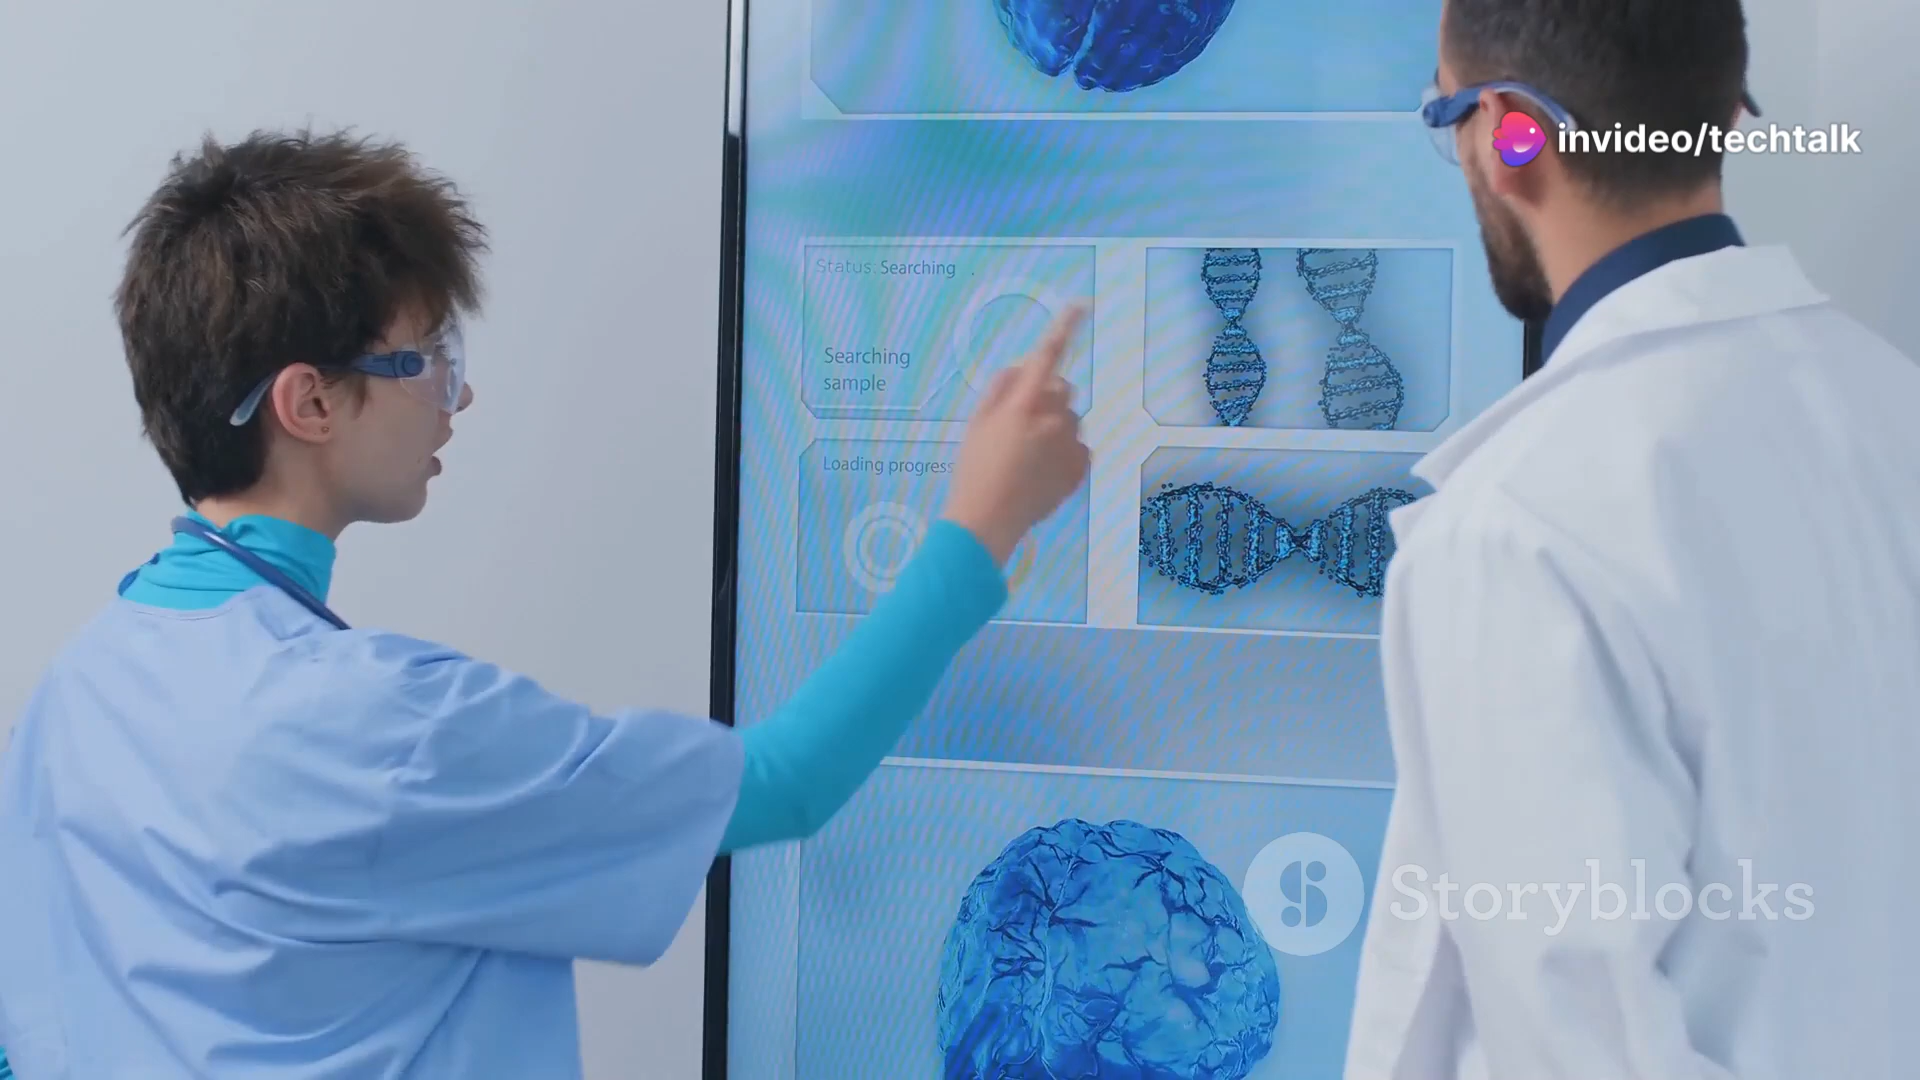 invideo/techtalk
Status: Searching .
Searching
sample
Loading progress
Storyblocks